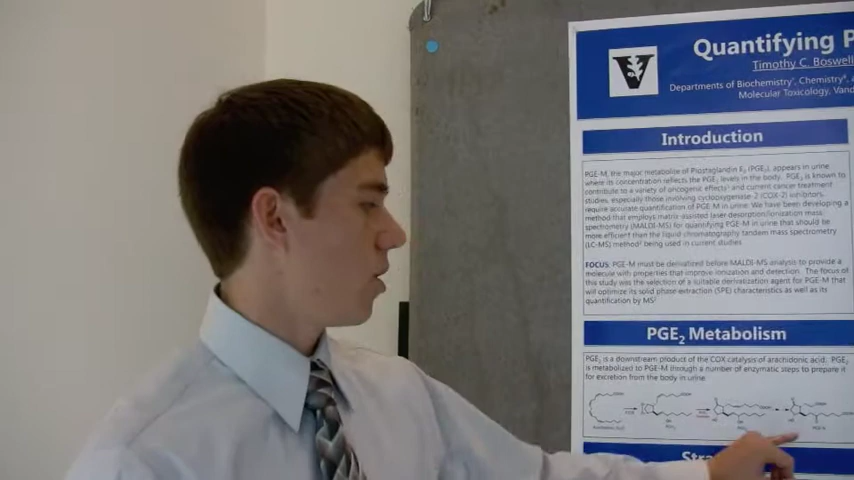 Quantifying P
Timothy C. Boswell
Departments of Biochemistry, Chemistry,
Molecular Toxicology, Vand
Introduction
PGE-M, the major metabolite of Prostaglandin E2 (PGE2), appears in urine
where its concentration reflects the PGE2 levels in the body. PGE2 is known to
contribute to a variety of oncogenic effects and current cancer treatment
studies, especially those involving cyclooxygenase-2 (COX-2) inhibitors,
require accurate quantification of PGE-M in urine. We have been developing a
method that employs matrix-assisted laser desorption/ionization mass
spectrometry (MALDI-MS) for quantifying PGE-M in urine that should be
more efficient than the liquid chromatography tandem mass spectrometry
(LC-MS) method being used in current studies.
FOCUS: PGE-M must be derivatized before MALDI-MS analysis to provide a
molecule with properties that improve ionization and detection. The focus of
this study was the selection of a suitable derivatization agent for PGE-M that
will optimize its solid phase extraction (SPE) characteristics as well as its
quantification by MS.
PGE2 Metabolism
PGE2 is a downstream product of the COX catalysis of arachidonic acid. PGE2
is metabolized to PGE-M through a number of enzymatic steps to prepare it
for excretion from the body in urine.
Stra